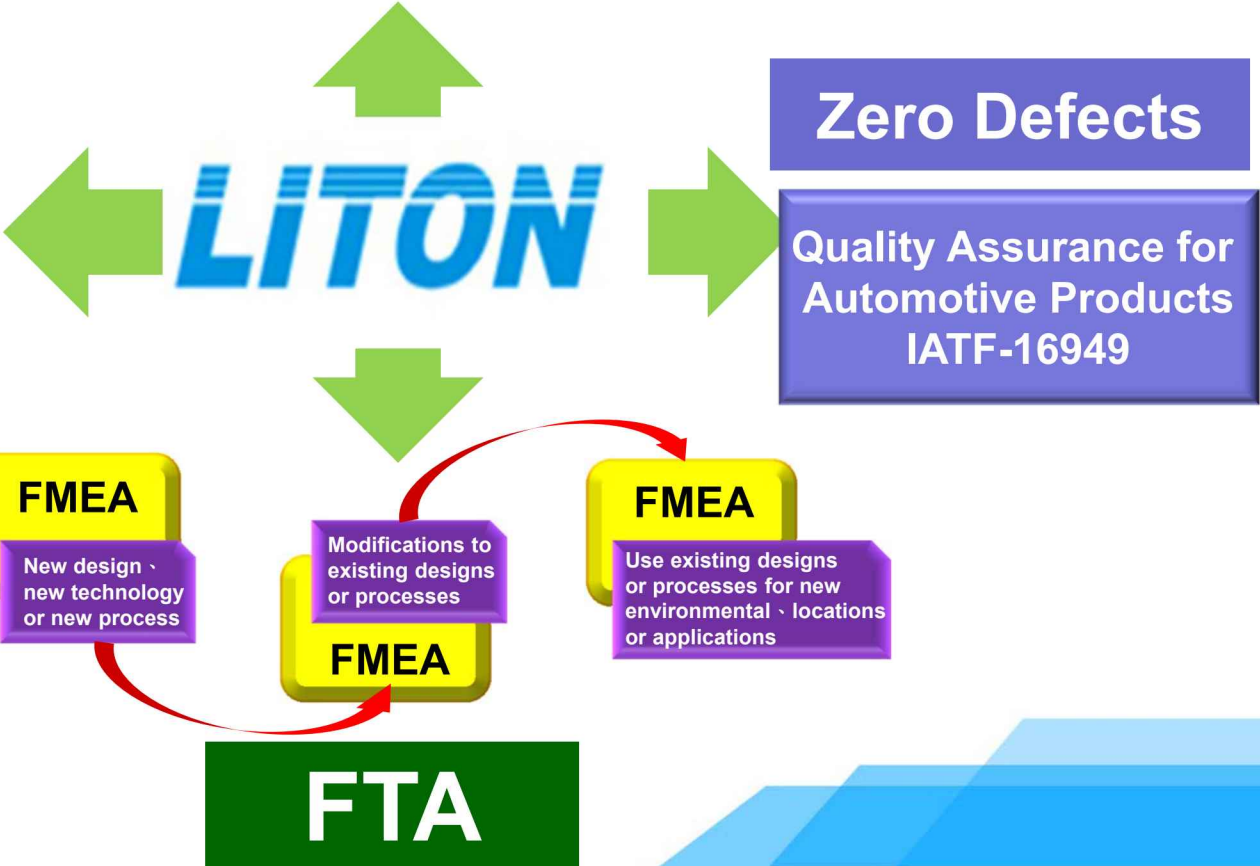 LITON
Zero Defects
Quality Assurance for
Automotive Products
IATF-16949
FMEA
New design、
new technology
or new process
Modifications to
existing designs
or processes
FMEA
FMEA
Use existing designs
or processes for new
environmental、locations
or applications
FTA